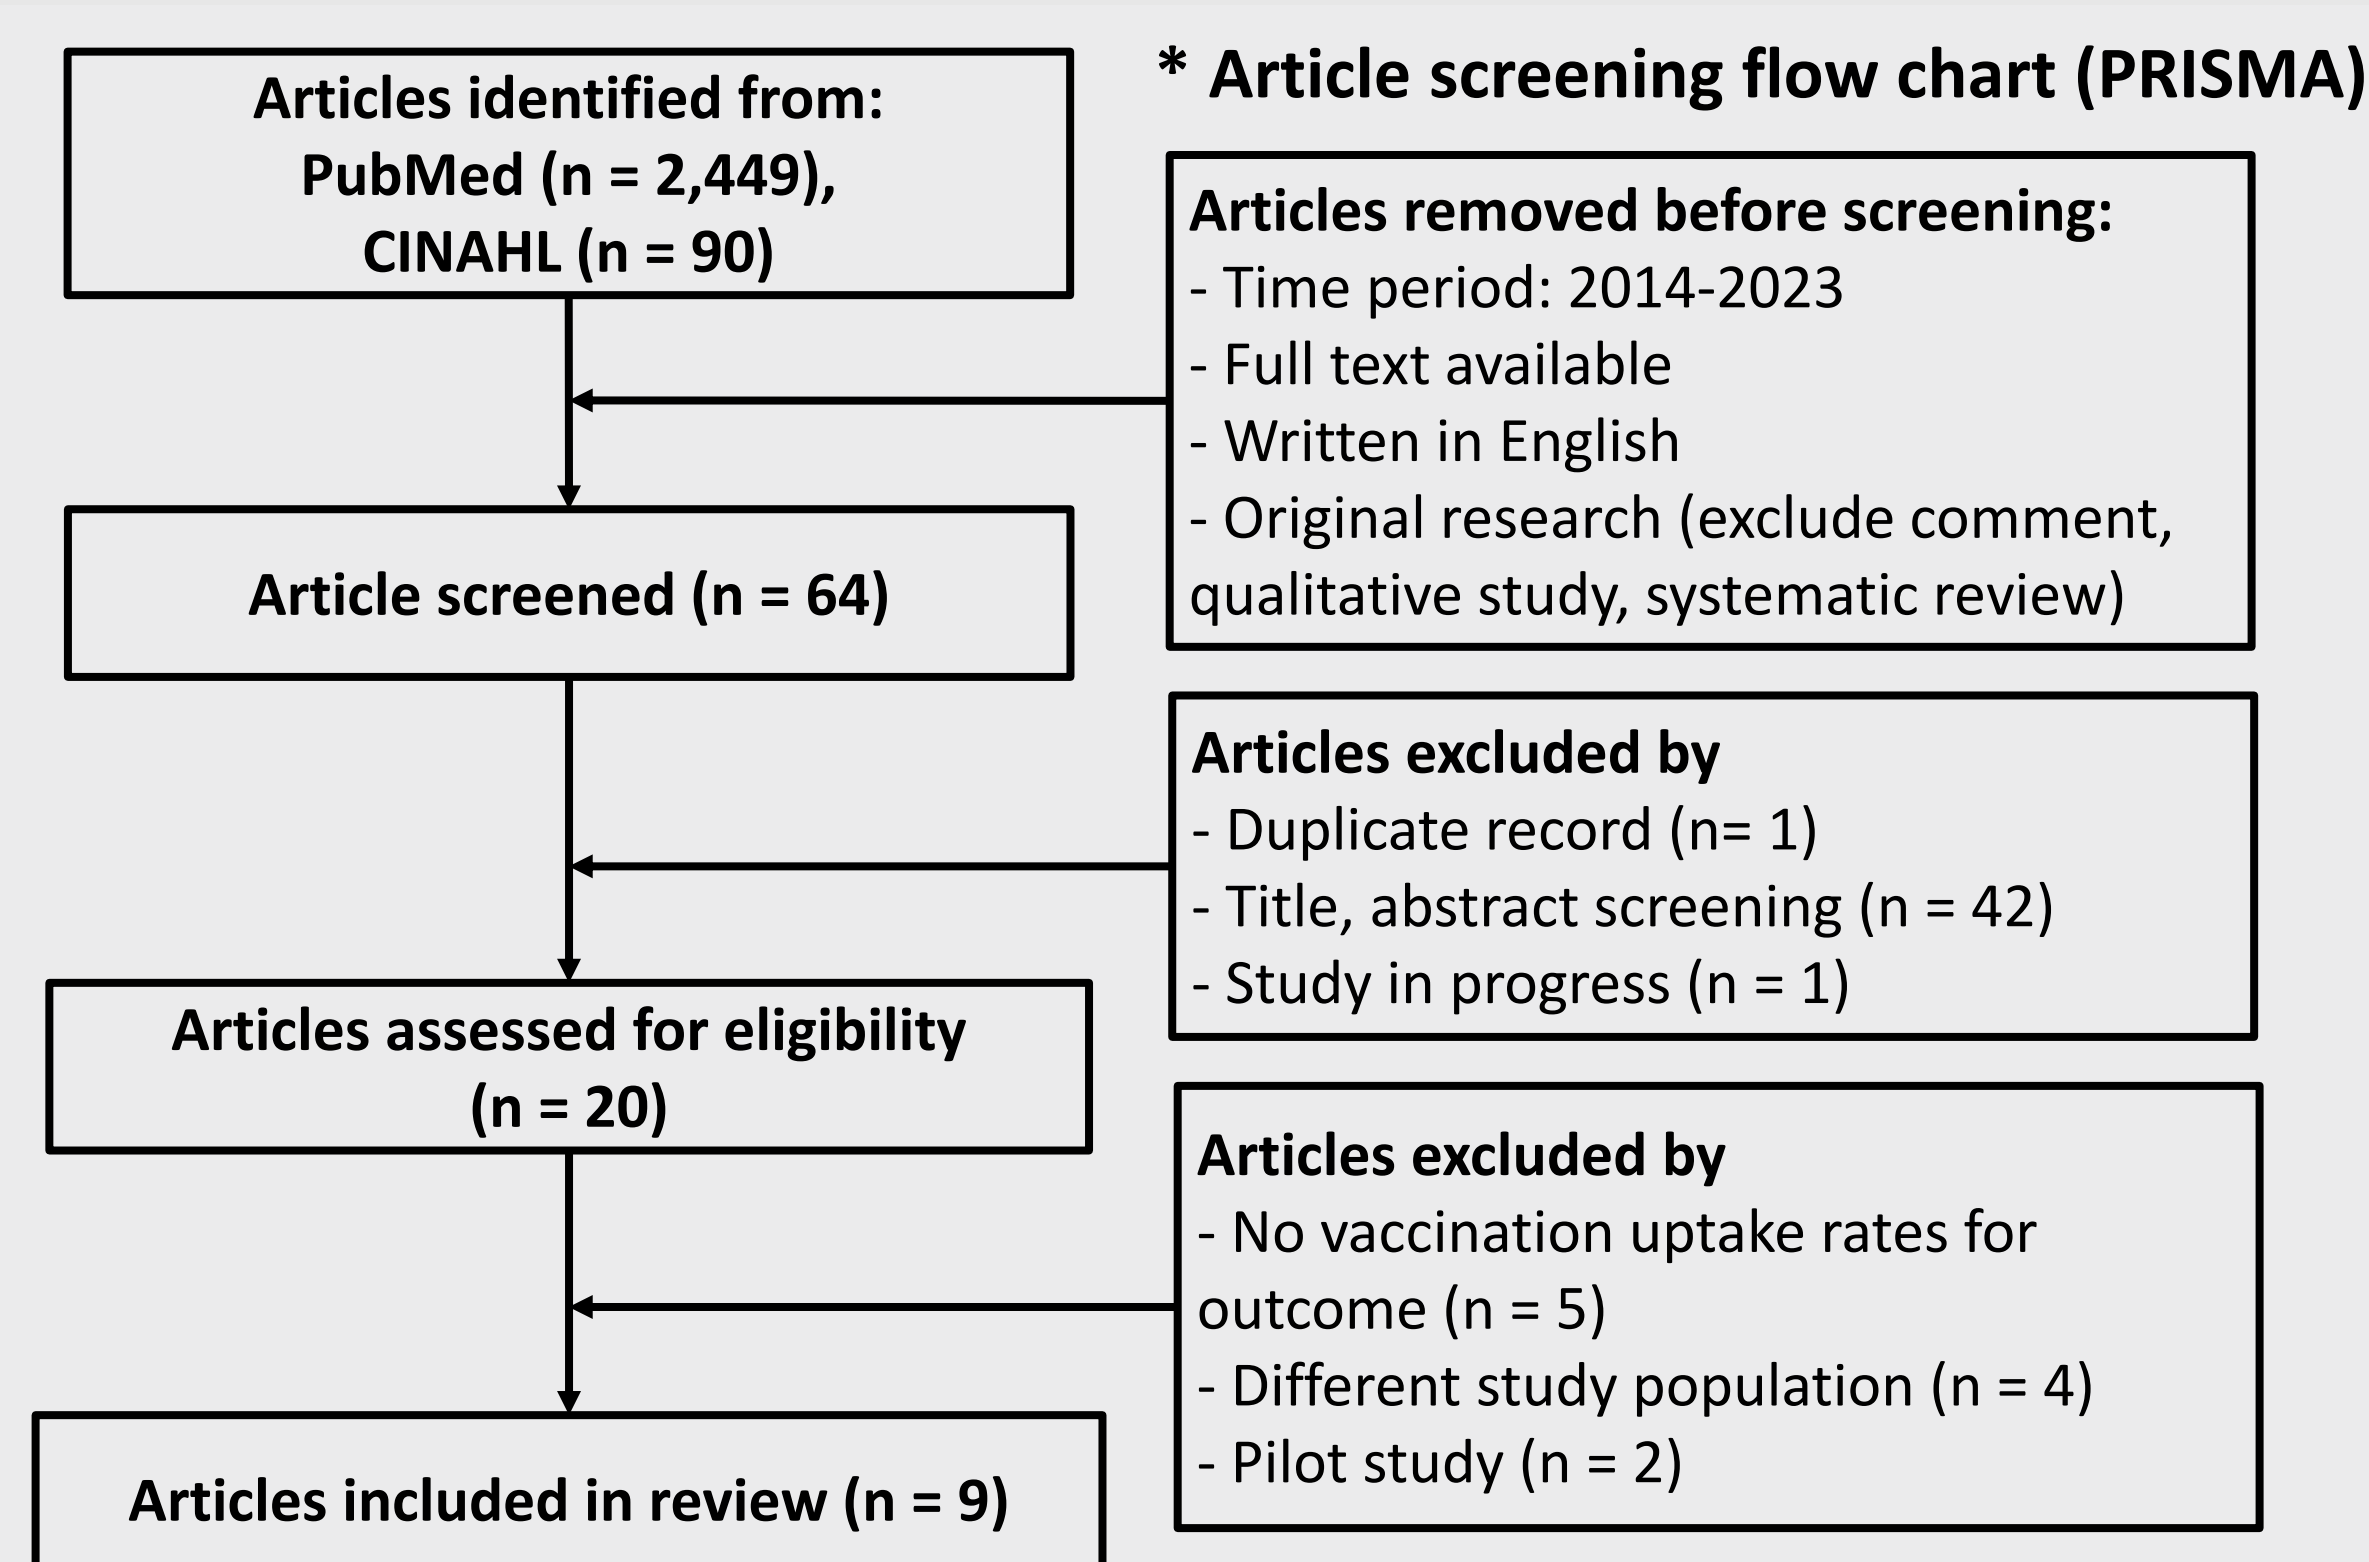 * Article screening flow chart (PRISMA)
Articles identified from:
PubMed (n = 2,449),
CINAHL (n = 90)
Articles removed before screening:
- Time period: 2014-2023
- Full text available
- Written in English
- Original research (exclude comment,
qualitative study, systematic review)
Article screened (n = 64)
Articles excluded by
- Duplicate record (n= 1)
- Title, abstract screening (n = 42)
- Study in progress (n = 1)
Articles assessed for eligibility
(n = 20)
Articles excluded by
- No vaccination uptake rates for
outcome (n = 5)
- Different study population (n = 4)
- Pilot study (n = 2)
Articles included in review (n = 9)